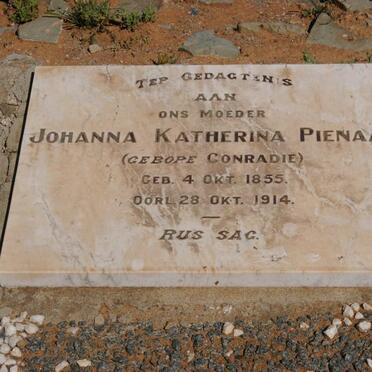 TER GEDAGTENIS
AAN
ONS MOEDER
JOHANNA KATHERINA PIENAA
(GEBORE CONRADIE)
GEB. 4 OKT. 1855.
OORL. 28 OKT. 1914.
—
RUS SAG.